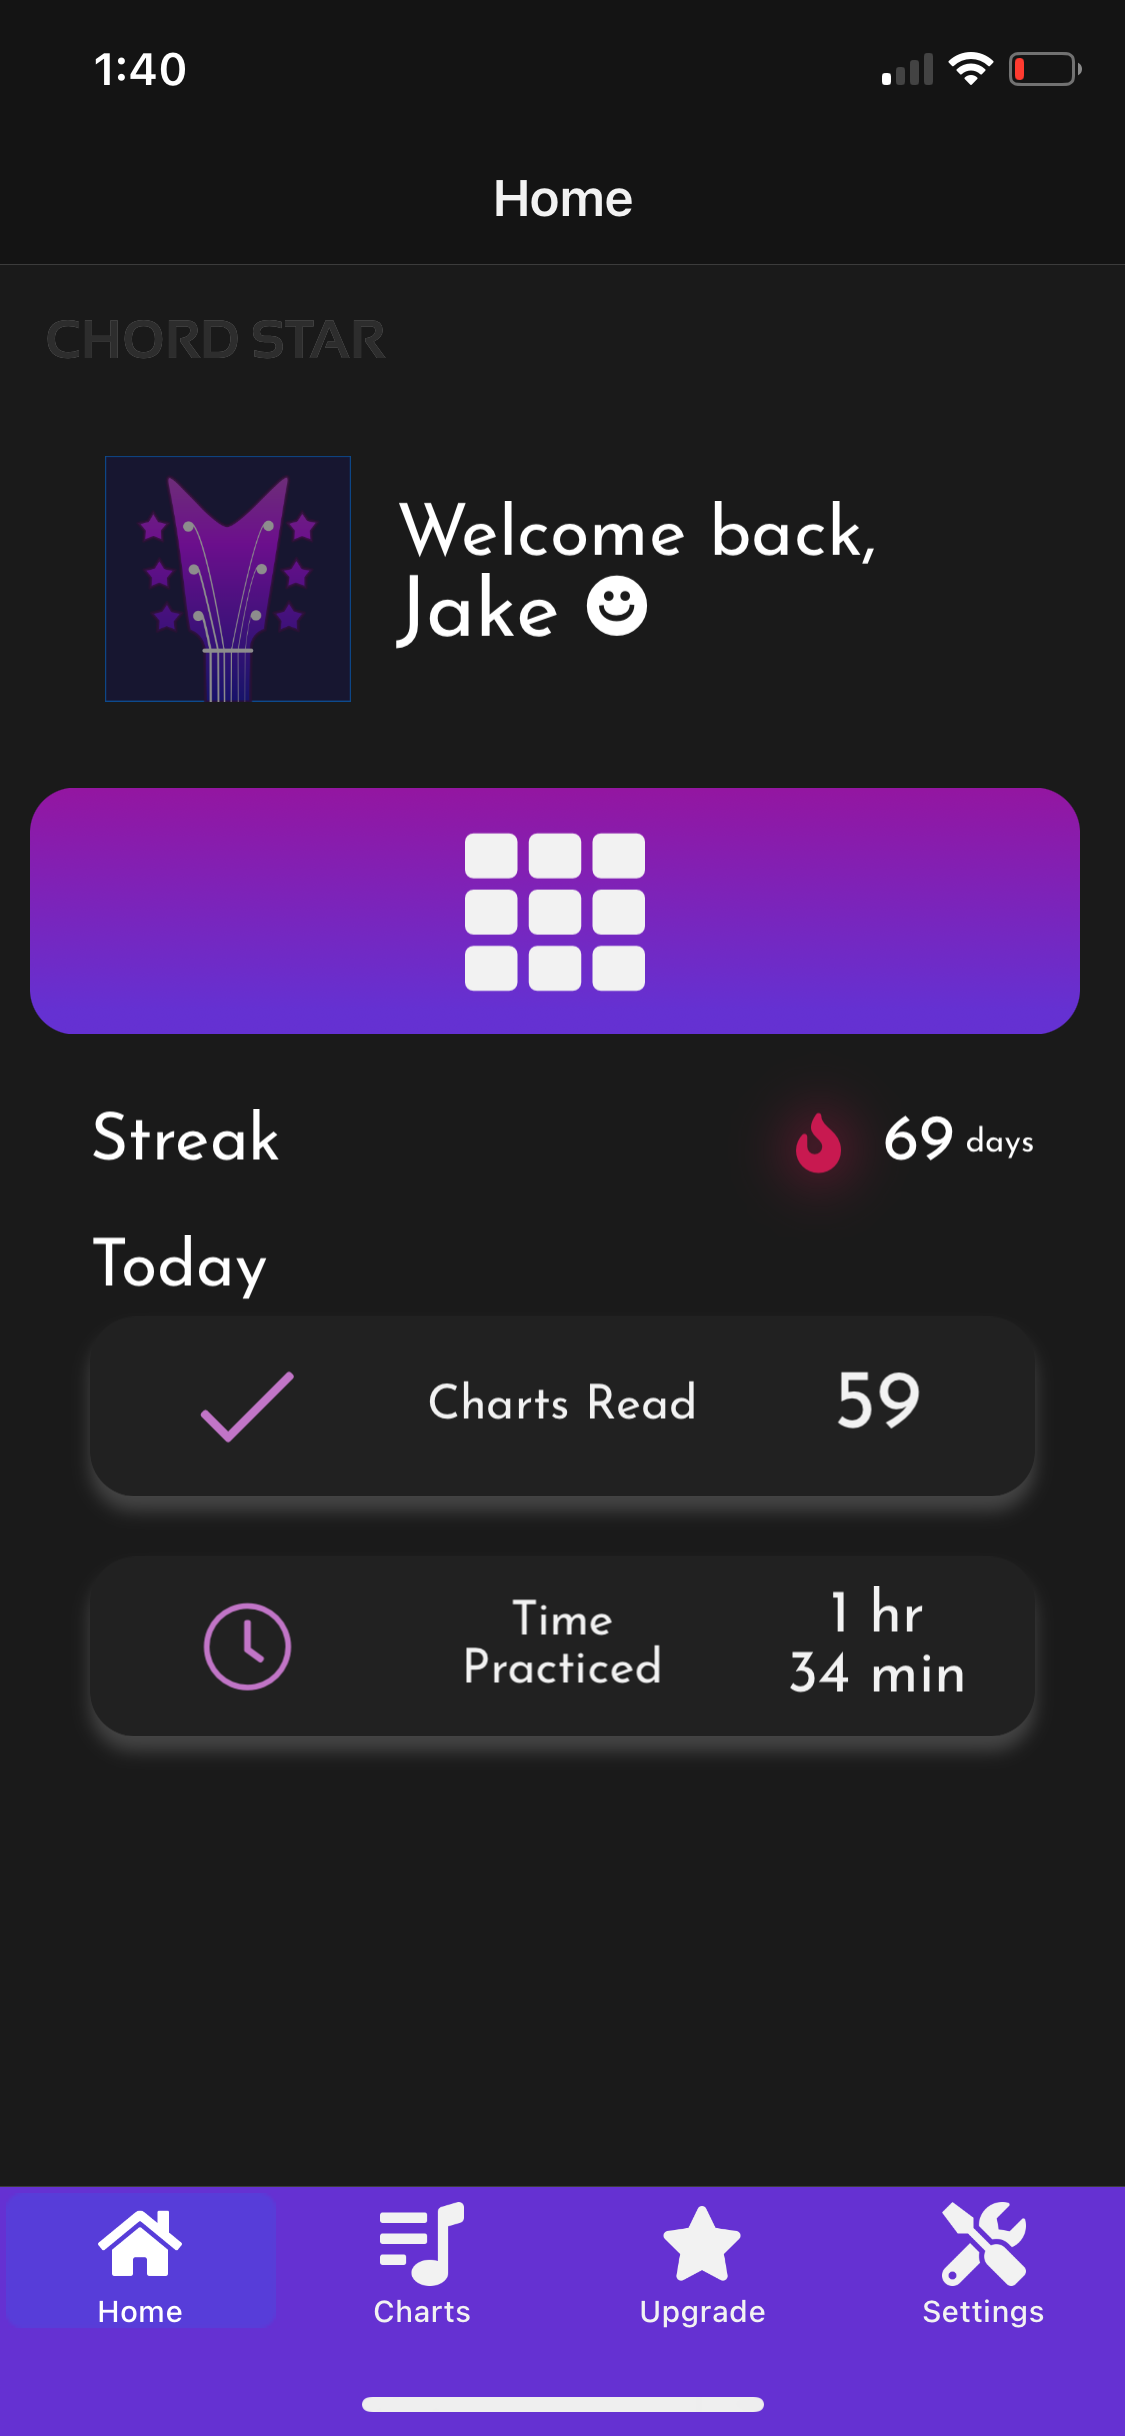 1:40
Home
CHORD STAR
Welcome back,
Jake
Streak
69 days
Today
Charts Read
59
Time
Practiced
1 hr
34 min
Home
Charts
Upgrade
Settings